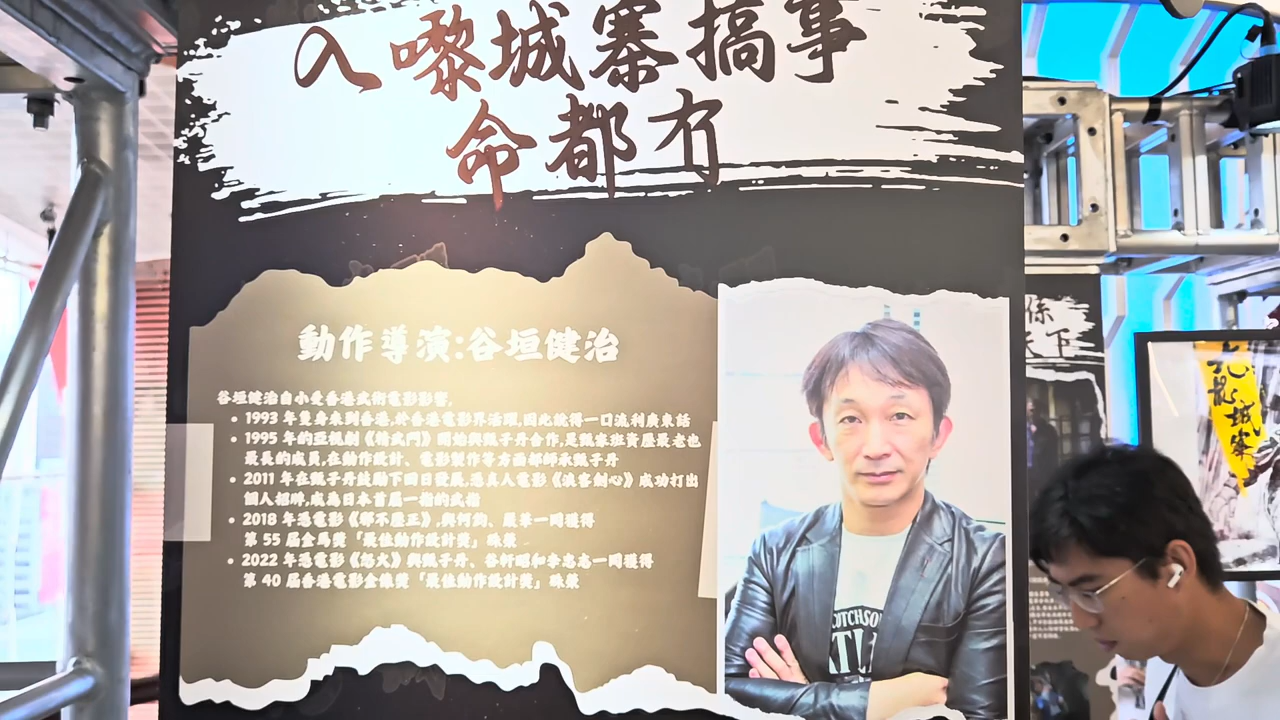 入嚟城寨搞事
命都冇
動作導演:谷垣健治
谷垣健治自小受香港武術電影影響,
• 1993 年隻身來到香港,於香港電影界活躍,因此說得一口流利廣東話
• 1995 年的亞視劇《精武門》開始與甄子丹合作,是甄家班資歷最老也
最長的成員,在動作設計、電影製作等方面都師承甄子丹
• 2011 年在甄子丹鼓勵下回日發展,憑真人電影《浪客劍心》成功打出
個人招牌,成為日本首屈一指的武指
• 2018 年憑電影《邪不壓正》,與何鈞、嚴華一同獲得
第 55 屆金馬獎「最佳動作設計獎」殊榮
• 2022 年憑電影《怒火》與甄子丹、谷軒昭和李忠志一同獲得
第 40 屆香港電影金像獎「最佳動作設計獎」殊榮
係
天下
九龍城寨